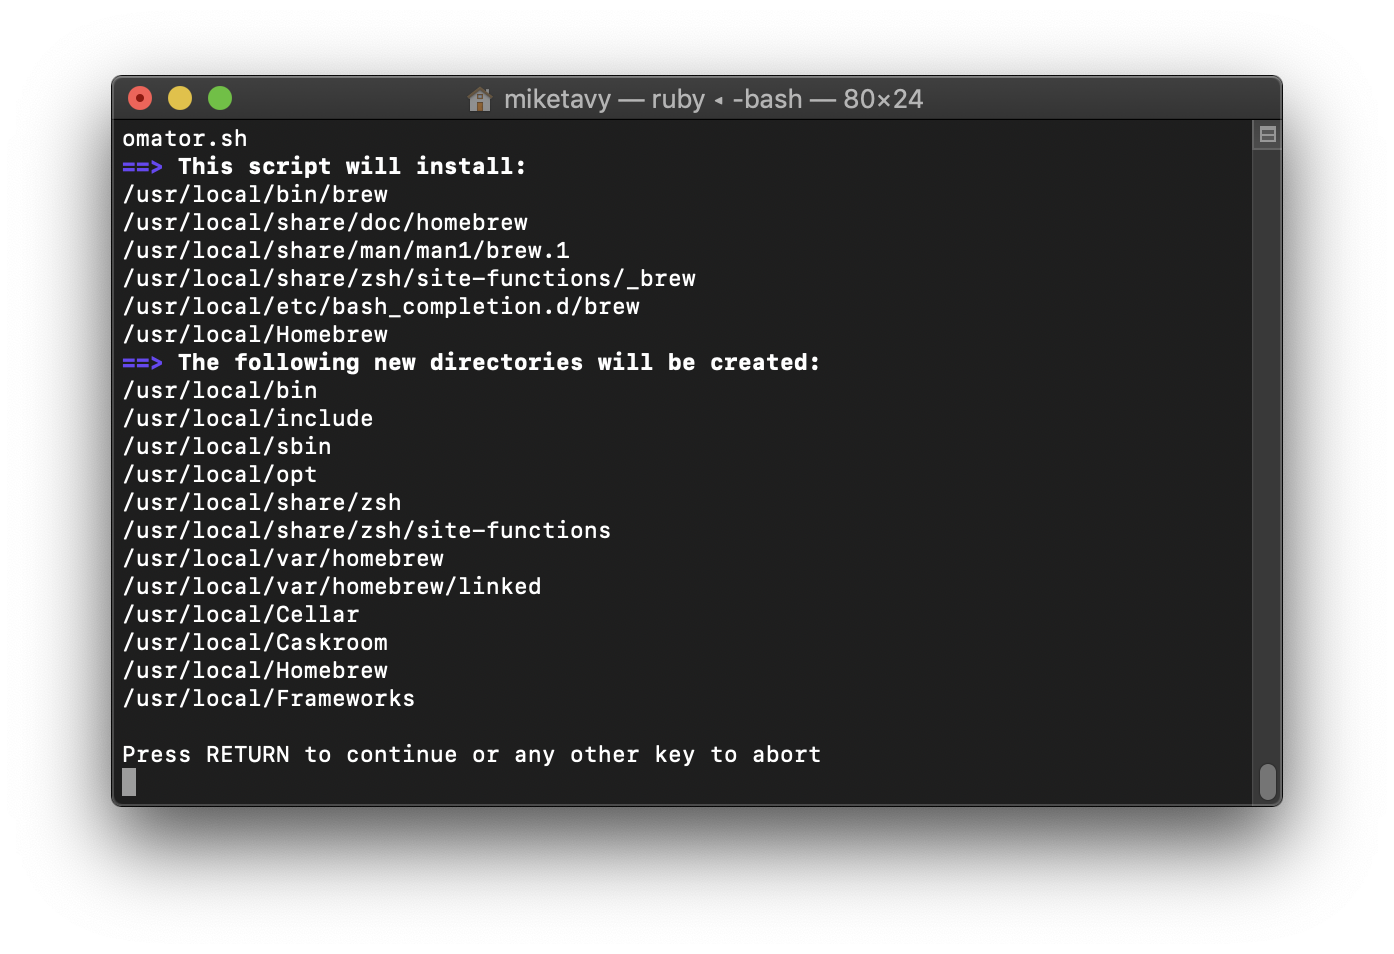 miketavy — ruby ◂ -bash — 80×24
omator.sh
==> This script will install:
/usr/local/bin/brew
/usr/local/share/doc/homebrew
/usr/local/share/man/man1/brew.1
/usr/local/share/zsh/site-functions/_brew
/usr/local/etc/bash_completion.d/brew
/usr/local/Homebrew
==> The following new directories will be created:
/usr/local/bin
/usr/local/include
/usr/local/sbin
/usr/local/opt
/usr/local/share/zsh
/usr/local/share/zsh/site-functions
/usr/local/var/homebrew
/usr/local/var/homebrew/linked
/usr/local/Cellar
/usr/local/Caskroom
/usr/local/Homebrew
/usr/local/Frameworks
Press RETURN to continue or any other key to abort